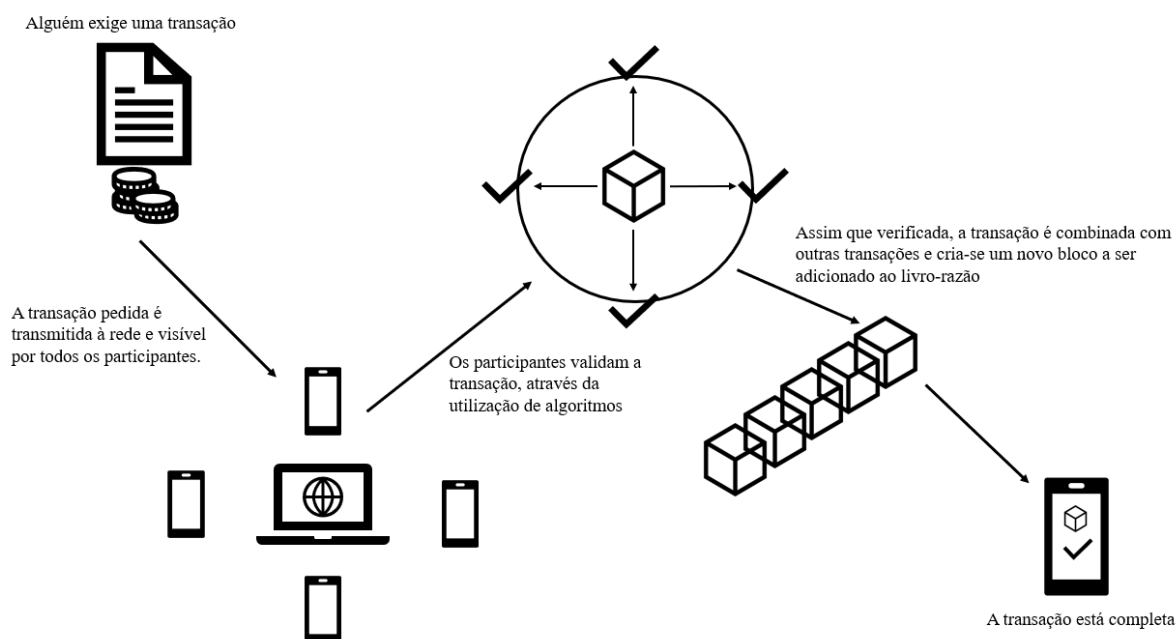 Alguém exige uma transação
A transação pedida é
transmitida à rede e visível
por todos os participantes.
Os participantes validam a
transação, através da
utilização de algoritmos
Assim que verificada, a transação é combinada com
outras transações e cria-se um novo bloco a ser
adicionado ao livro-razão
A transação está completa